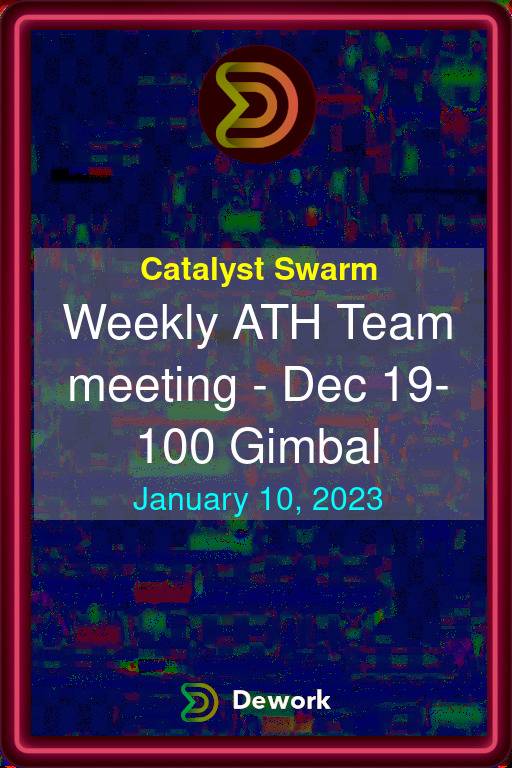 Catalyst Swarm
Weekly ATH Team
meeting - Dec 19-
100 Gimbal
January 10, 2023
Dework